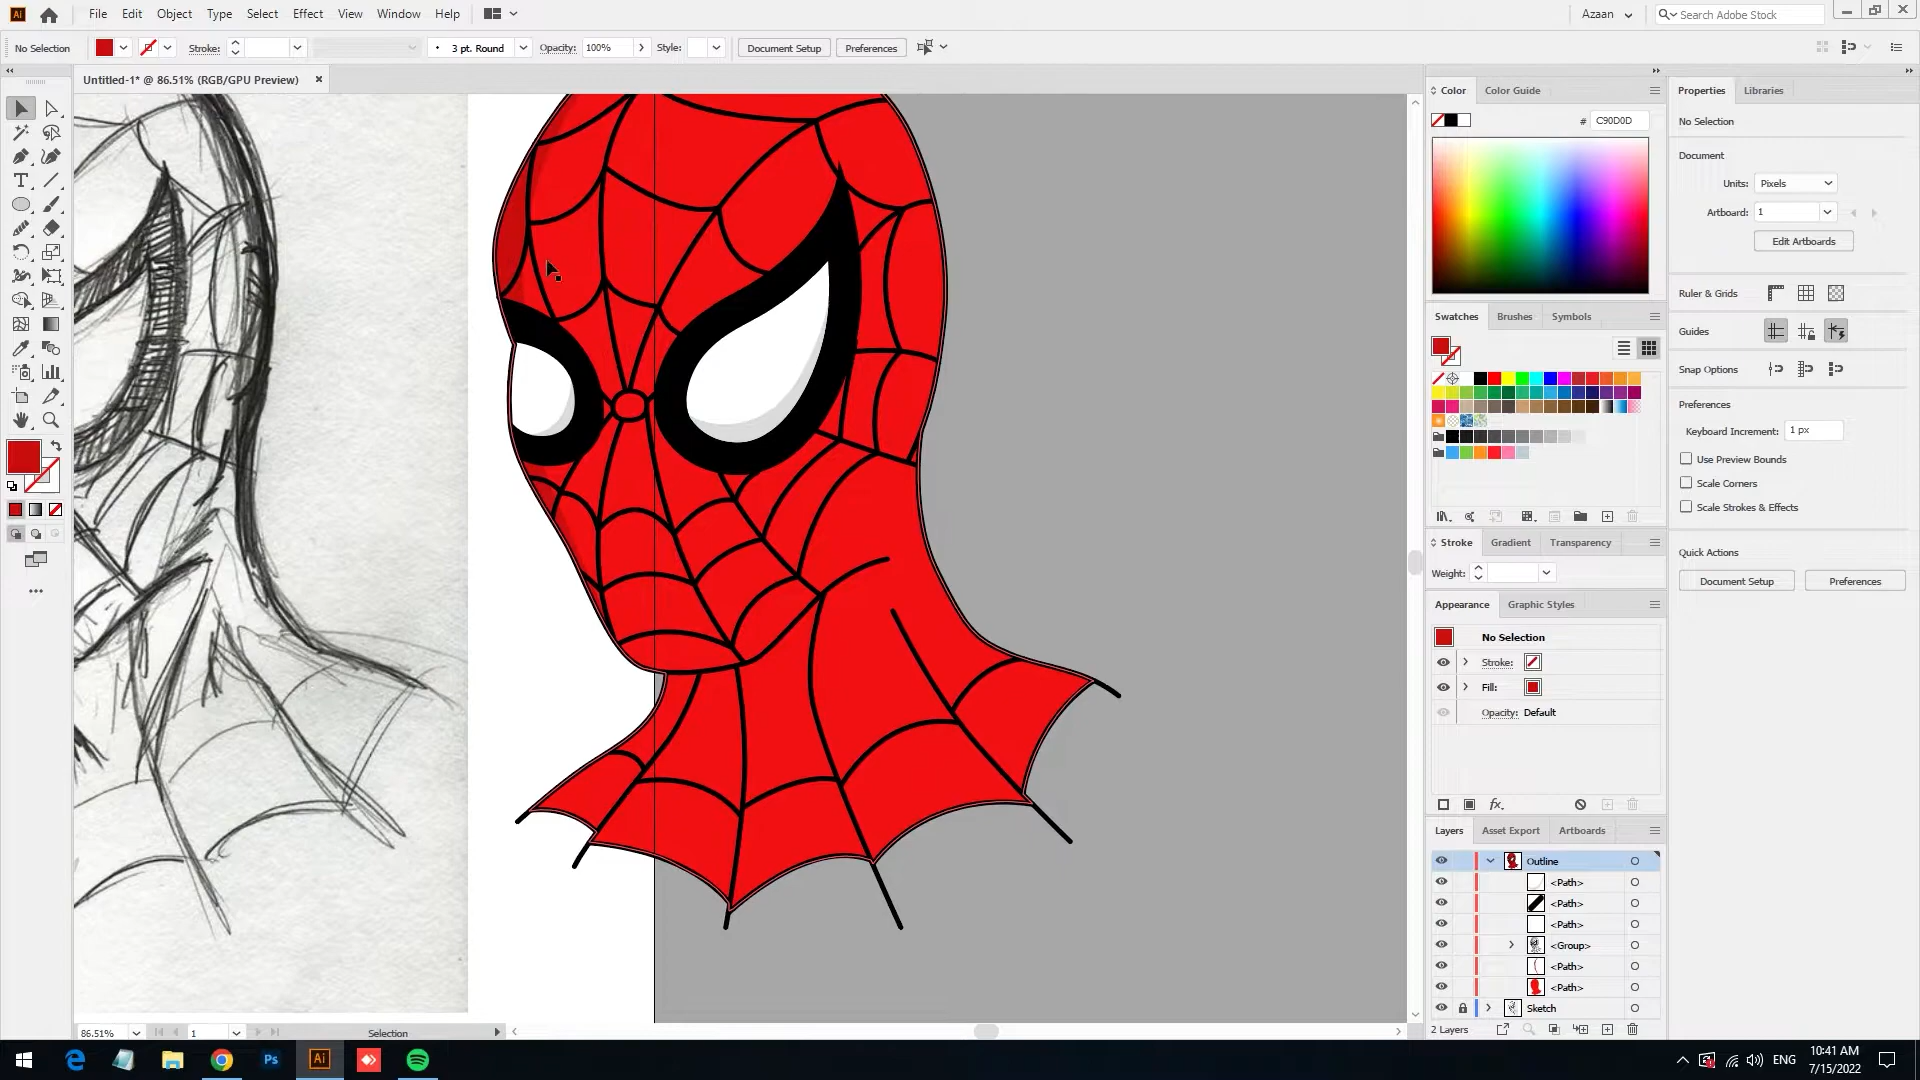 Ai File Edit Object Type Select Effect View Window Help Azaan Search Adobe Stock
No Selection Stroke: 3 pt. Round Opacity: 100% Style: Document Setup Preferences
Untitled-1* @ 86.51% (RGB/GPU Preview) ×
Color Color Guide
# C90D0D
Swatches Brushes Symbols
Stroke Gradient Transparency
Weight:
Appearance Graphic Styles
No Selection
Stroke:
Fill:
Opacity: Default
fx.
Layers Asset Export Artboards
Outline
<Path>
<Path>
<Path>
<Group>
<Path>
<Path>
Sketch
2 Layers
Properties Libraries
No Selection
Document
Units: Pixels
Artboard: 1
Edit Artboards
Ruler & Grids
Guides
Snap Options
Preferences
Keyboard Increment: 1 px
Use Preview Bounds
Scale Corners
Scale Strokes & Effects
Quick Actions
Document Setup Preferences
86.51% 1 Selection
Ps Ai ENG 10:41 AM
7/15/2022